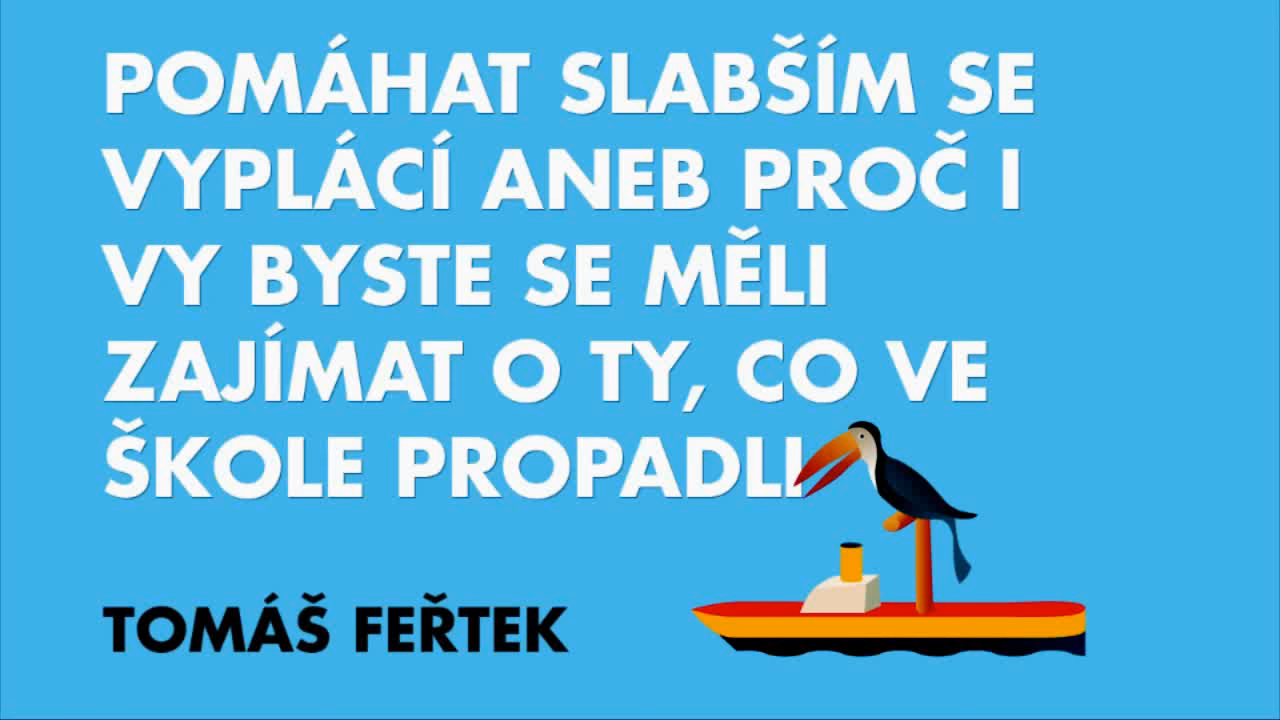 POMÁHAT SLABŠÍM SE
VYPLÁCÍ ANEB PROČ I
VY BYSTE SE MĚLI
ZAJÍMAT O TY, CO VE
ŠKOLE PROPADLI
TOMÁŠ FEŘTEK